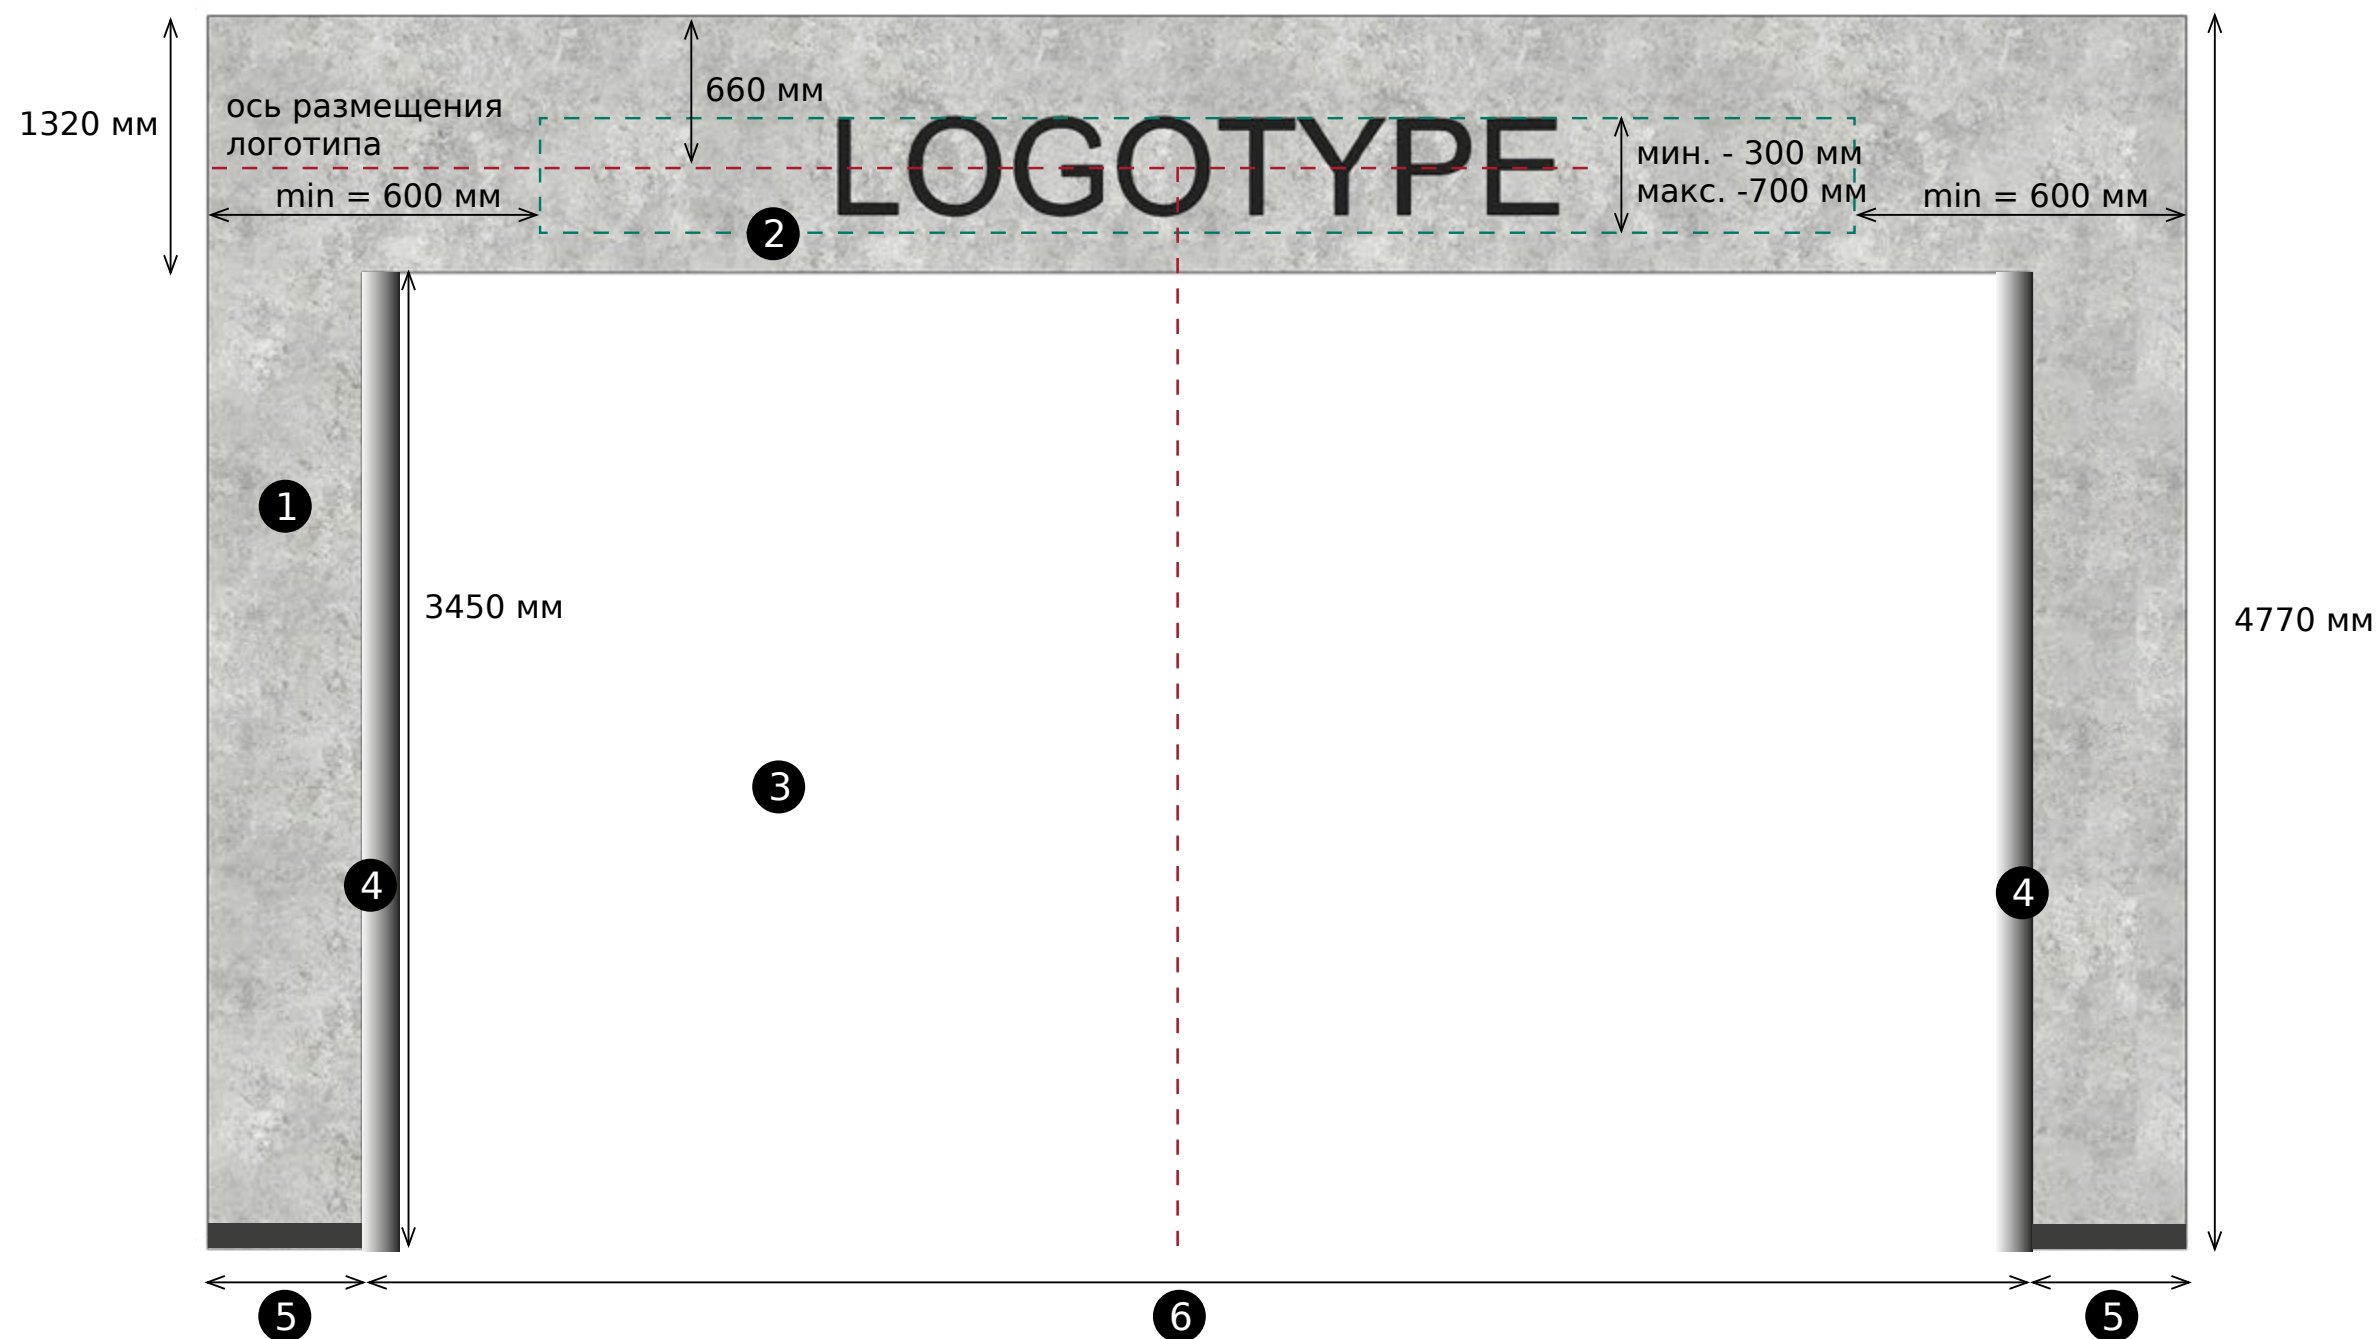 660 мм
ось размещения
логотипа
1320 мм
LOGOTYPE
мин. - 300 мм
макс. -700 мм
min = 600 мм
min = 600 мм
2
1
3450 мм
4770 мм
3
4
4
5
6
5